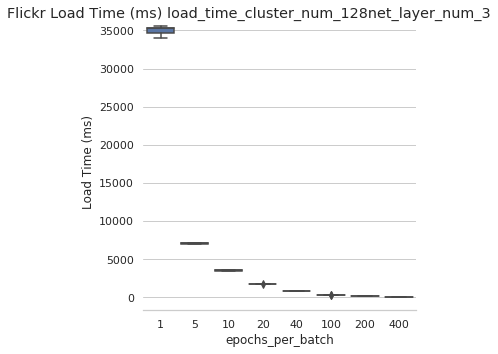 Flickr Load Time (ms) load_time_cluster_num_128net_layer_num_3
35000
30000
25000
20000
15000
10000
5000
0
Load Time (ms)
1 5 10 20 40 100 200 400
epochs_per_batch